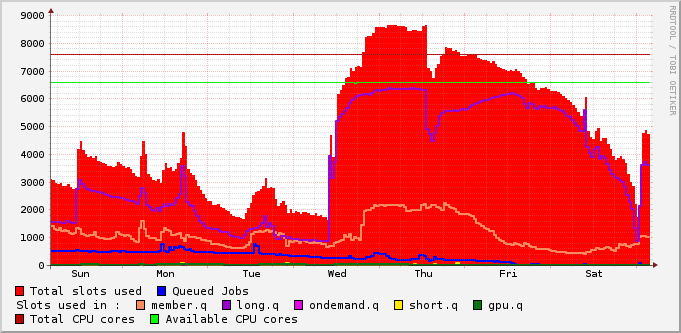 9000
8000
7000
6000
5000
4000
3000
2000
1000
0
Sun Mon Tue Wed Thu Fri Sat
RRDTOOL / TOBI OETIKER
Total slots used Queued Jobs
Slots used in : member.q long.q ondemand.q short.q gpu.q
Total CPU cores Available CPU cores